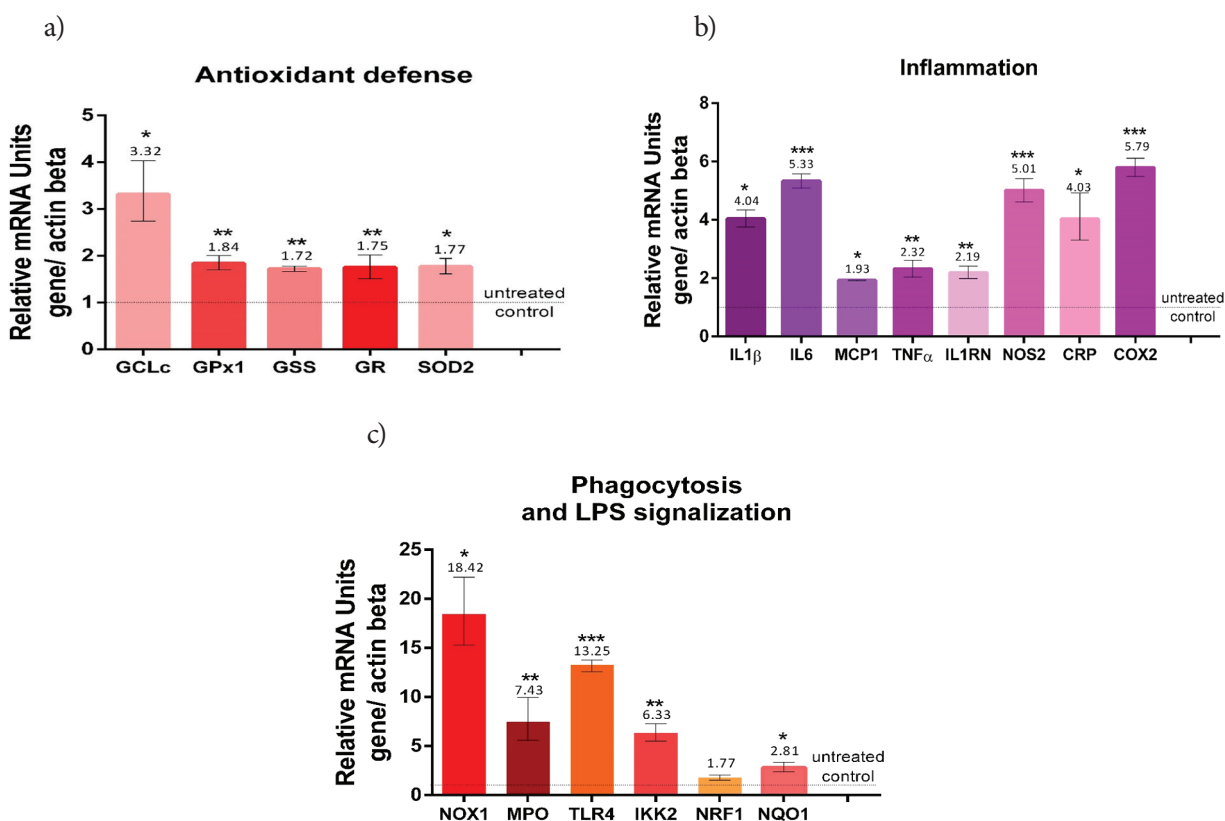 a)
Antioxidant defense
Relative mRNA Units
gene/ actin beta
5
4
3
2
1
0
*
3.32
**
1.84
**
1.72
**
1.75
*
1.77
untreated
control
GCLc GPx1 GSS GR SOD2
b)
Inflammation
Relative mRNA Units
gene/ actin beta
8
6
4
2
0
*
4.04
***
5.33
*
1.93
**
2.32
**
2.19
***
5.01
*
4.03
***
5.79
untreated
control
IL1β IL6 MCP1 TNFα IL1RN NOS2 CRP COX2
c)
Phagocytosis
and LPS signalization
Relative mRNA Units
gene/ actin beta
25
20
15
10
5
0
*
18.42
**
7.43
***
13.25
**
6.33
1.77
*
2.81
untreated
control
NOX1 MPO TLR4 IKK2 NRF1 NQO1